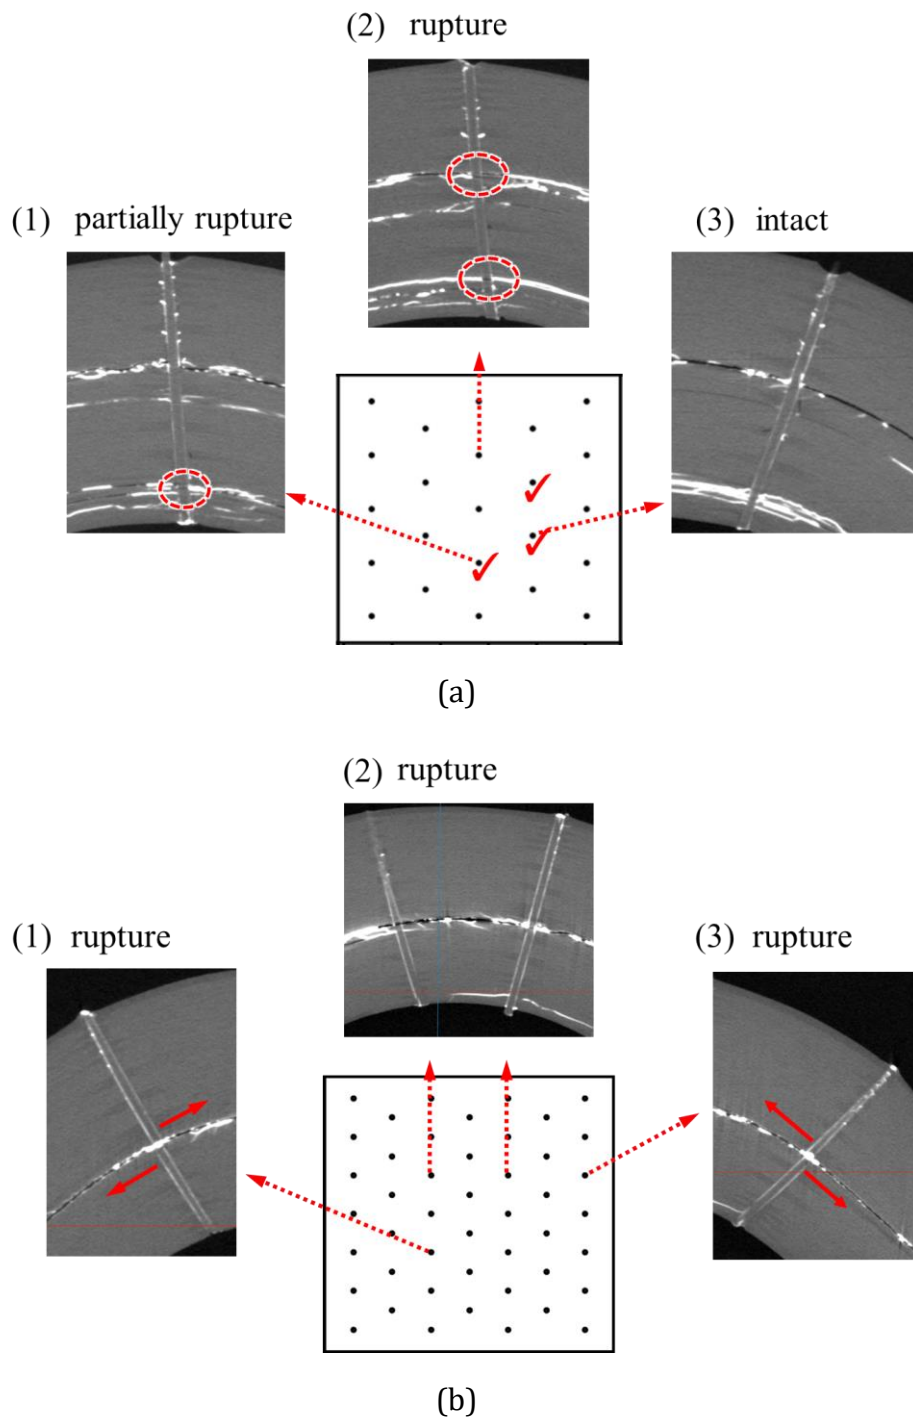 (2) rupture
(1) partially rupture
(3) intact
(a)
(2) rupture
(1) rupture
(3) rupture
(b)